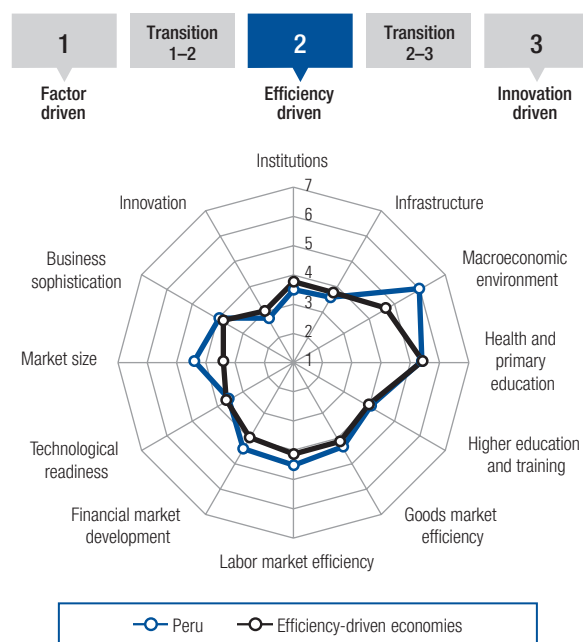 1
Transition
1–2
2
Transition
2–3
3
Factor
driven
Efficiency
driven
Innovation
driven
Institutions
7
6
5
4
3
2
1
Infrastructure
Macroeconomic
environment
Health and
primary
education
Higher education
and training
Goods market
efficiency
Labor market efficiency
Financial market
development
Technological
readiness
Market size
Business
sophistication
Innovation
Peru
Efficiency-driven economies